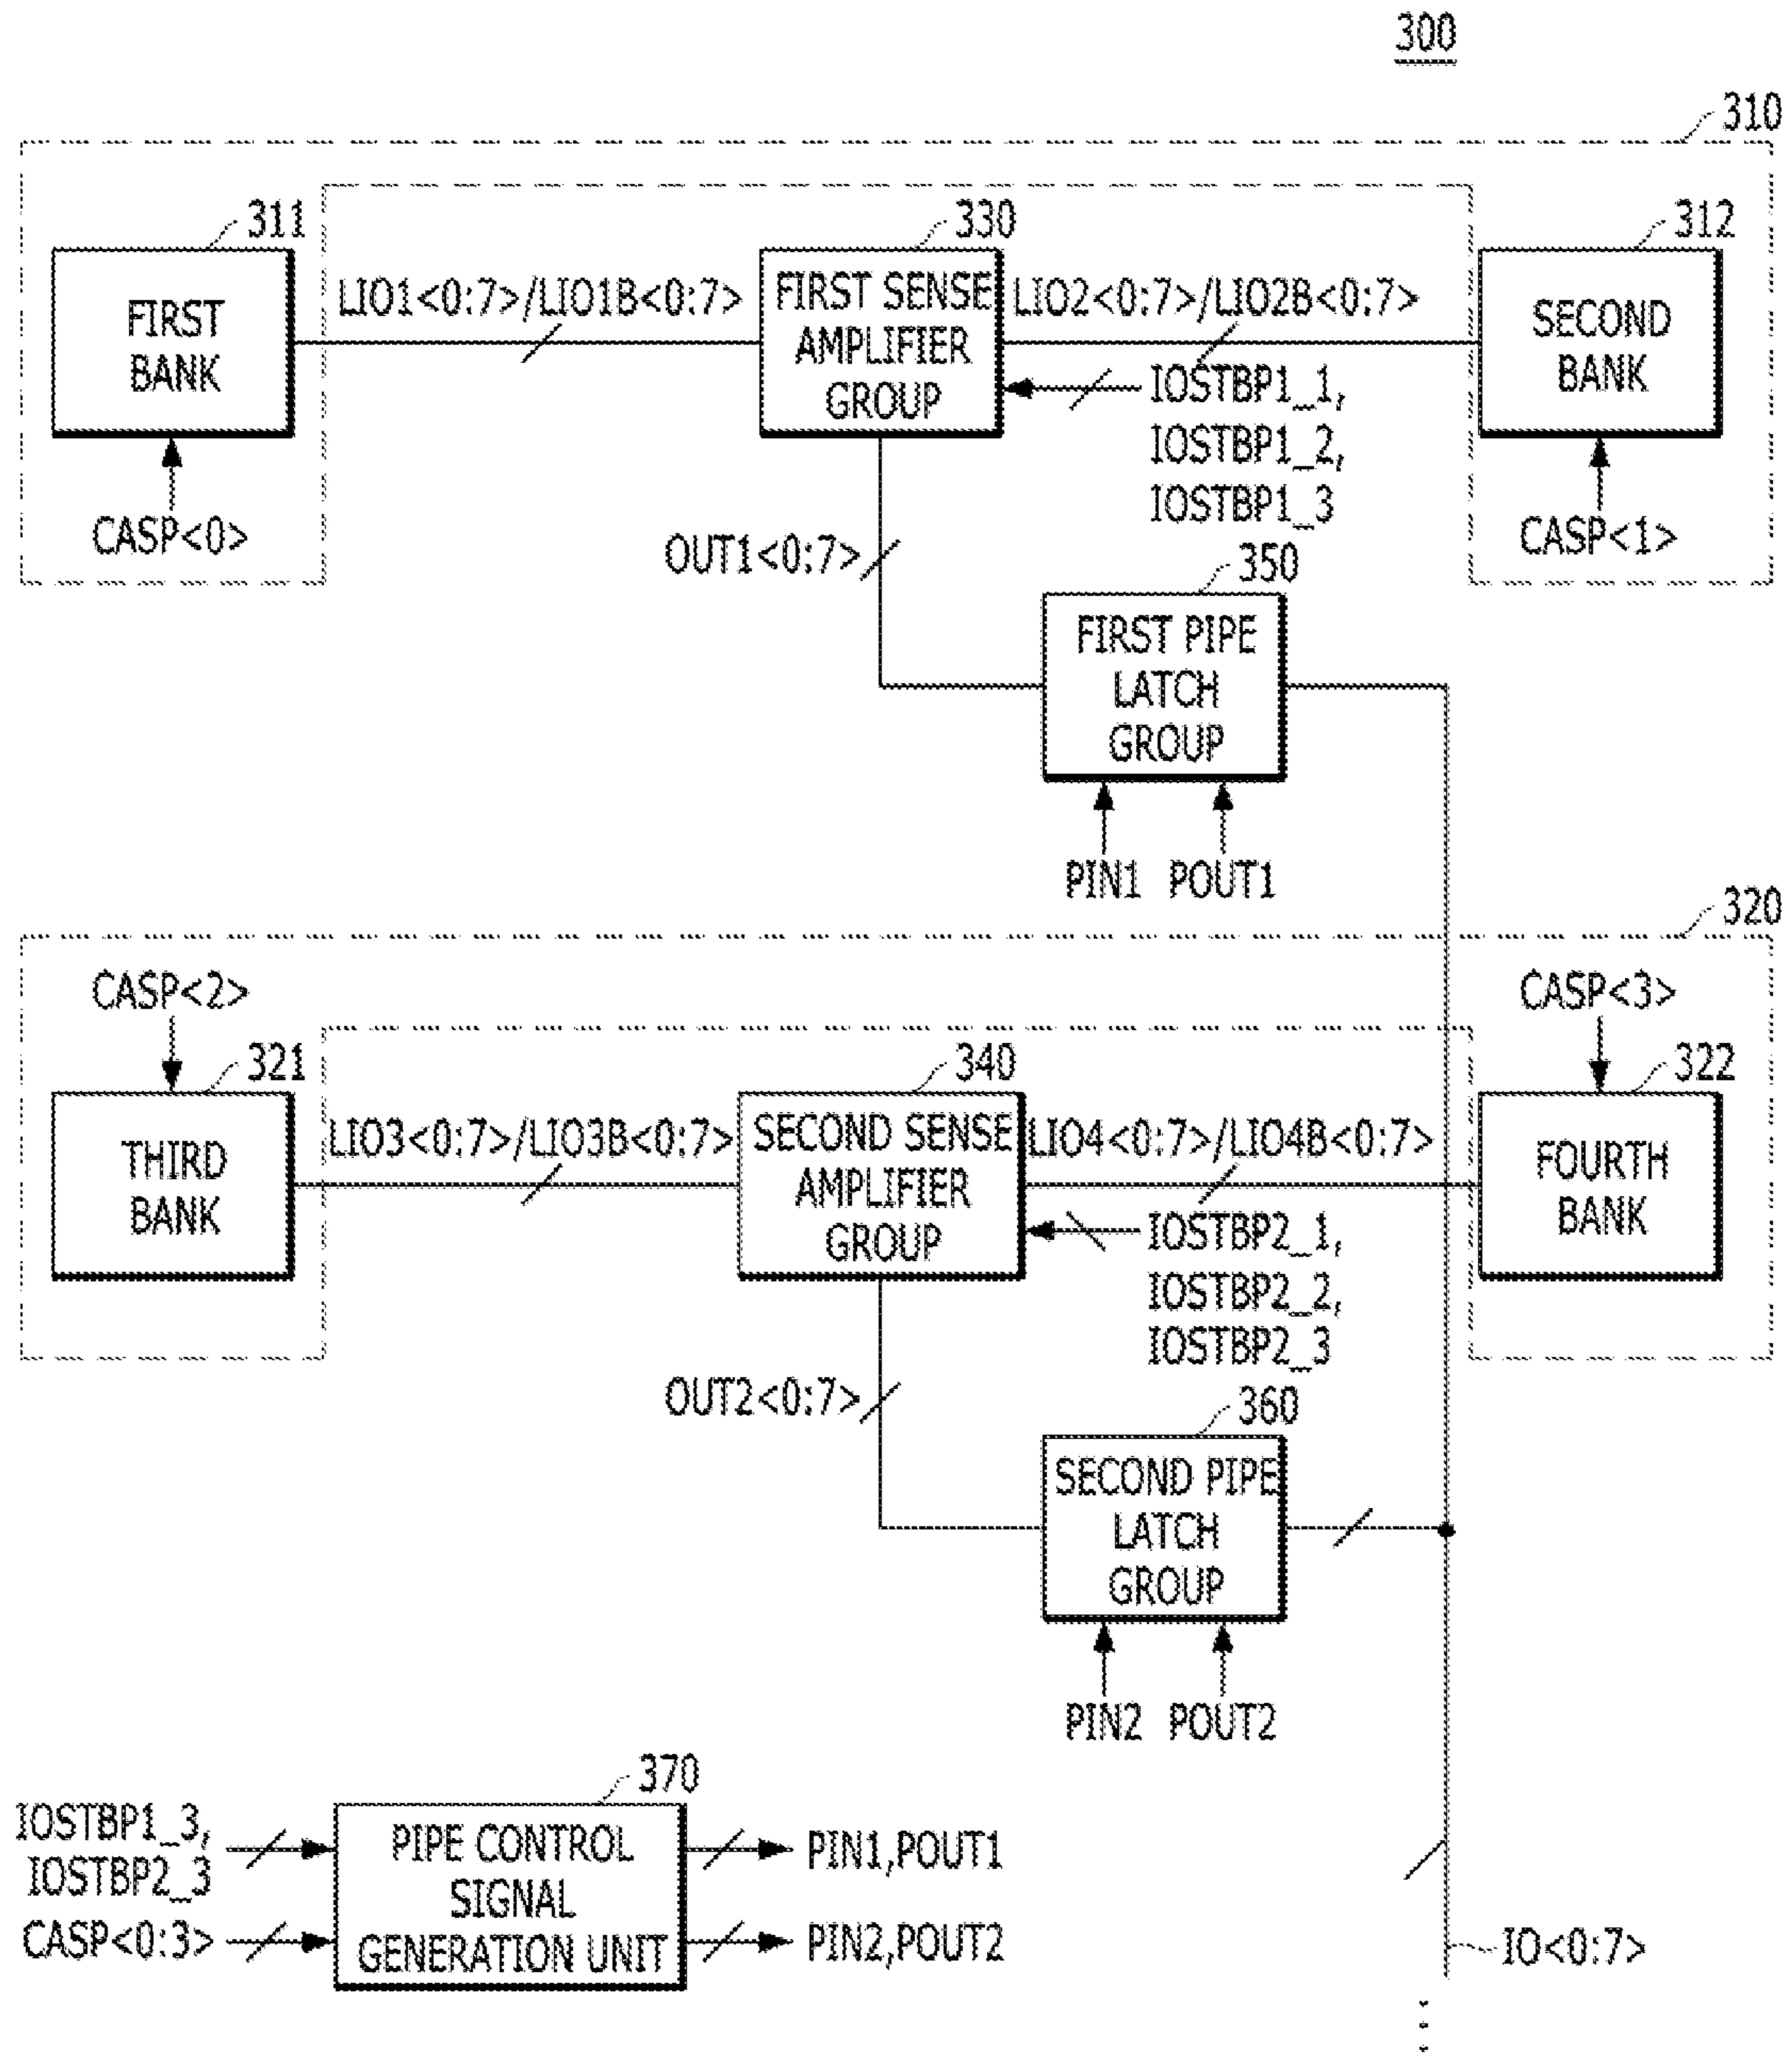 300
310
311
330
312
FIRST
BANK
LIO1<0:7>/LIO1B<0:7>
FIRST SENSE
AMPLIFIER
GROUP
LIO2<0:7>/LIO2B<0:7>
SECOND
BANK
IOSTBP1_1,
IOSTBP1_2,
IOSTBP1_3
CASP<0>
CASP<1>
OUT1<0:7>
350
FIRST PIPE
LATCH
GROUP
PIN1 POUT1
320
CASP<2>
CASP<3>
321
340
322
THIRD
BANK
LIO3<0:7>/LIO3B<0:7>
SECOND SENSE
AMPLIFIER
GROUP
LIO4<0:7>/LIO4B<0:7>
FOURTH
BANK
IOSTBP2_1,
IOSTBP2_2,
IOSTBP2_3
OUT2<0:7>
360
SECOND PIPE
LATCH
GROUP
PIN2 POUT2
370
IOSTBP1_3,
IOSTBP2_3
CASP<0:3>
PIPE CONTROL
SIGNAL
GENERATION UNIT
PIN1,POUT1
PIN2,POUT2
IO<0:7>